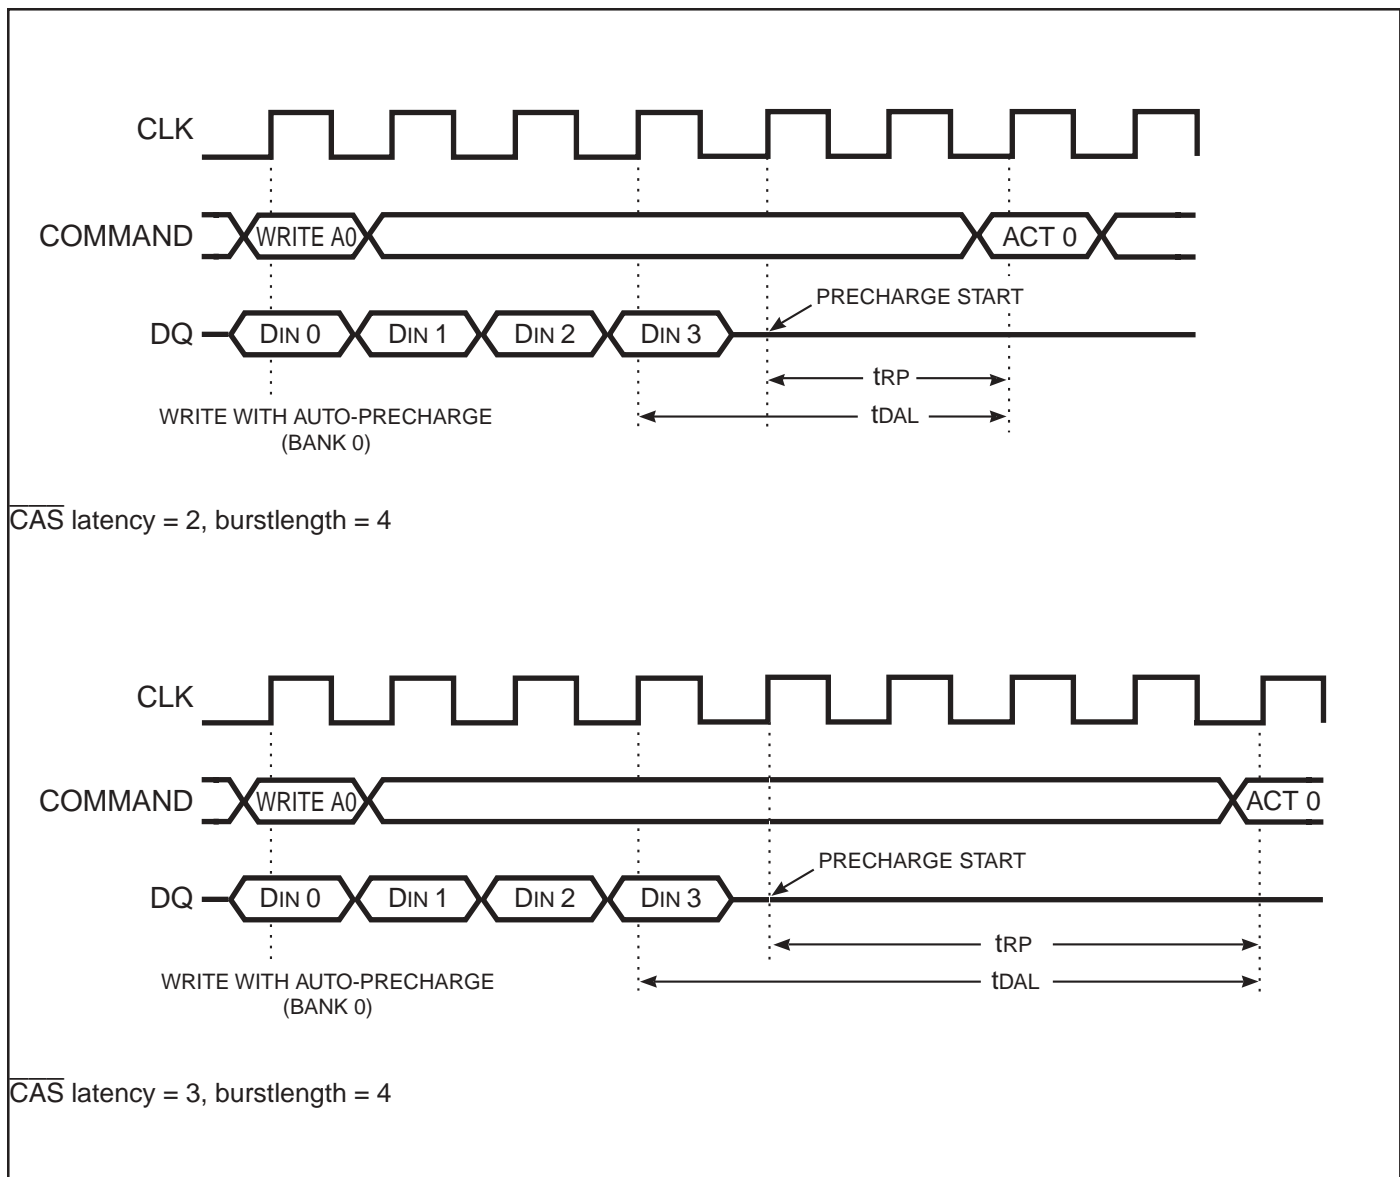 CLK
COMMAND WRITE A0 ACT 0
PRECHARGE START
DQ DIN 0 DIN 1 DIN 2 DIN 3
tRP
tDAL
WRITE WITH AUTO-PRECHARGE
(BANK 0)
CAS latency = 2, burstlength = 4
CLK
COMMAND WRITE A0 ACT 0
PRECHARGE START
DQ DIN 0 DIN 1 DIN 2 DIN 3
tRP
tDAL
WRITE WITH AUTO-PRECHARGE
(BANK 0)
CAS latency = 3, burstlength = 4